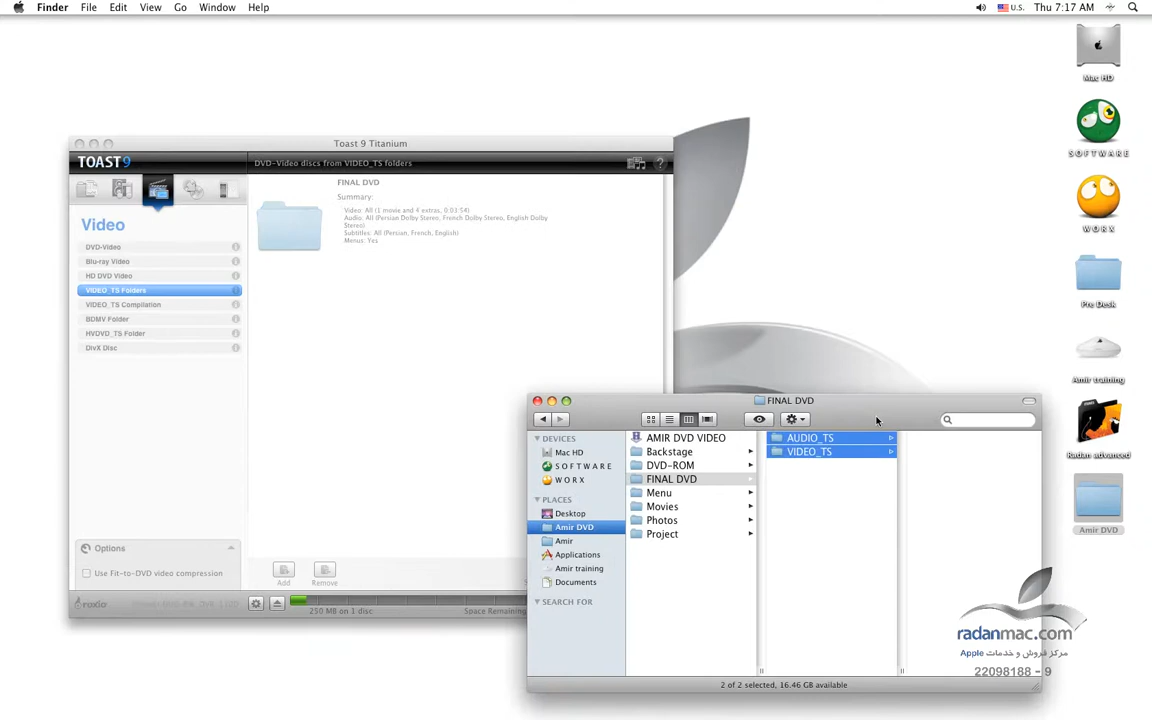 Finder File Edit View Go Window Help
U.S. Thu 7:17 AM
Mac HD
SOFTWARE
WORX
Pre Desk
Amir training
Radan advanced
Amir DVD
Toast 9 Titanium
TOAST 9
DVD-Video discs from VIDEO_TS folders
?
Video
DVD-Video
Blu-ray Video
HD DVD Video
VIDEO_TS Folders
VIDEO_TS Compilation
BDMV Folder
HVDVD_TS Folder
DivX Disc
FINAL DVD
Summary:
Video: All (1 movie and 4 extras, 0:03:54)
Audio: All (Persian Dolby Stereo, French Dolby Stereo, English Dolby
Stereo)
Subtitles: All (Persian, French, English)
Menus: Yes
Options
Use Fit-to-DVD video compression
Add
Remove
roxio
250 MB on 1 disc
Space Remaining
FINAL DVD
DEVICES
Mac HD
SOFTWARE
WORX
PLACES
Desktop
Amir DVD
Amir
Applications
Amir training
Documents
SEARCH FOR
AMIR DVD VIDEO
Backstage
DVD-ROM
FINAL DVD
Menu
Movies
Photos
Project
AUDIO_TS
VIDEO_TS
2 of 2 selected, 16.46 GB available
radanmac.com
مرکز فروش و خدمات Apple
22098188 - 9